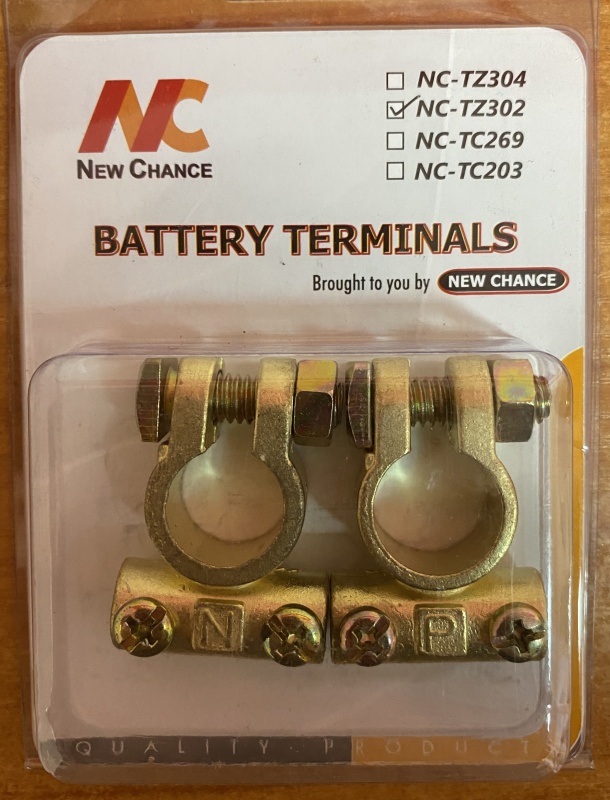 NC
NEW CHANCE
NC-TZ304
NC-TZ302
NC-TC269
NC-TC203
BATTERY TERMINALS
Brought to you by NEW CHANCE
N P
QUALITY PRODUCTS